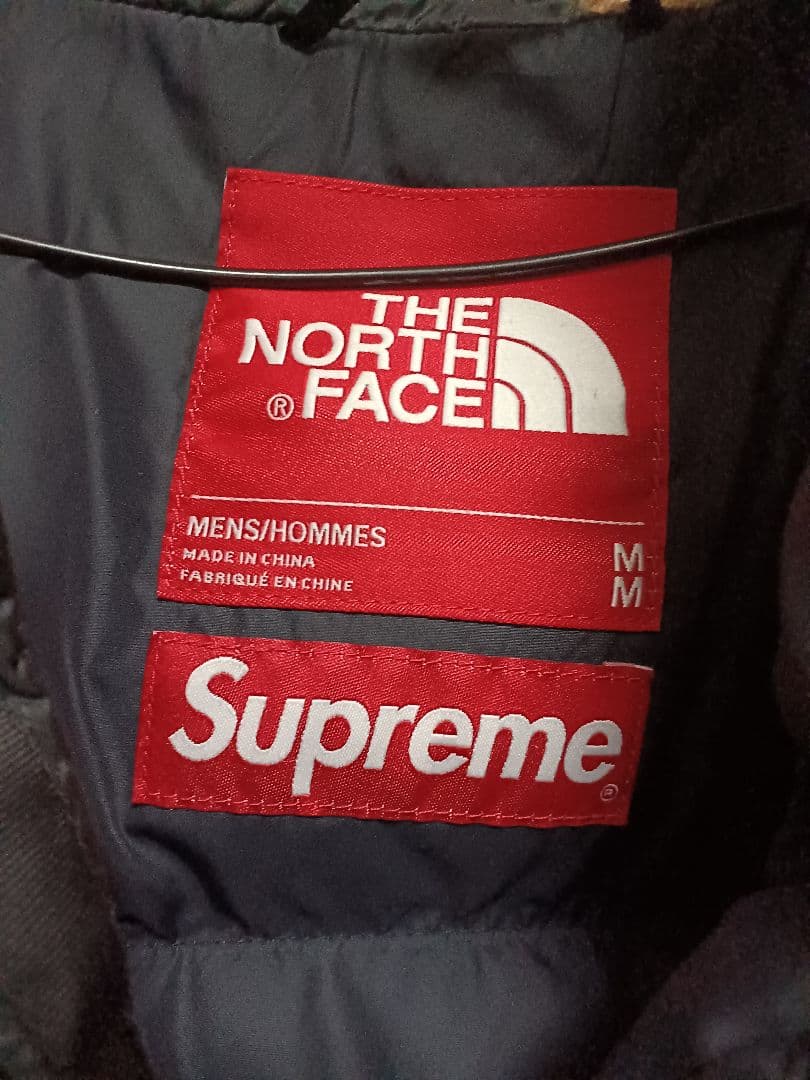 THE
NORTH
® FACE
MENS/HOMMES
MADE IN CHINA
FABRIQUÉ EN CHINE
M
M
Supreme
®